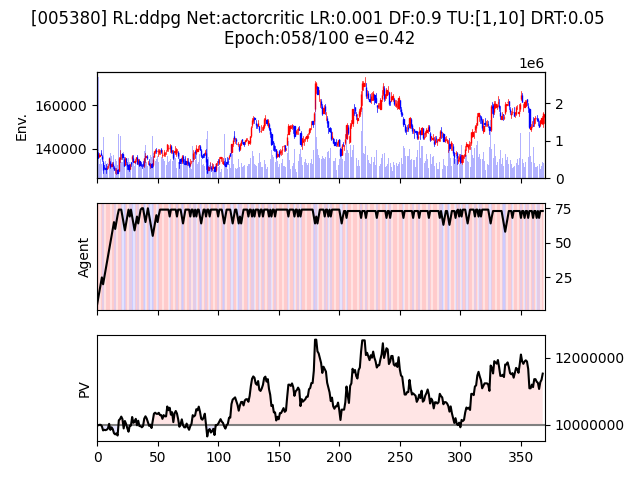 [005380] RL:ddpg Net:actorcritic LR:0.001 DF:0.9 TU:[1,10] DRT:0.05
Epoch:058/100 e=0.42
1e6
Env.
160000
140000
2
1
0
Agent
75
50
25
PV
12000000
10000000
0 50 100 150 200 250 300 350